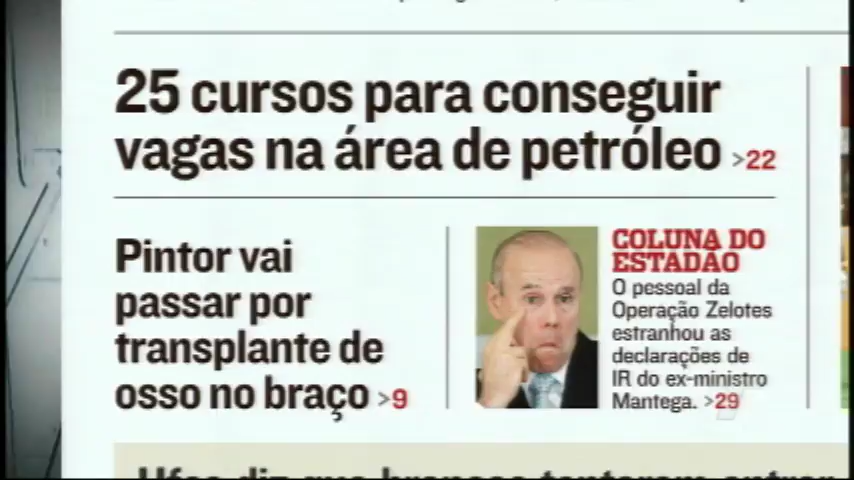 25 cursos para conseguir
vagas na área de petróleo >22
Pintor vai
passar por
transplante de
osso no braço >9
COLUNA DO
ESTADÃO
O pessoal da
Operação Zelotes
estranhou as
declarações de
IR do ex-ministro
Mantega. >29